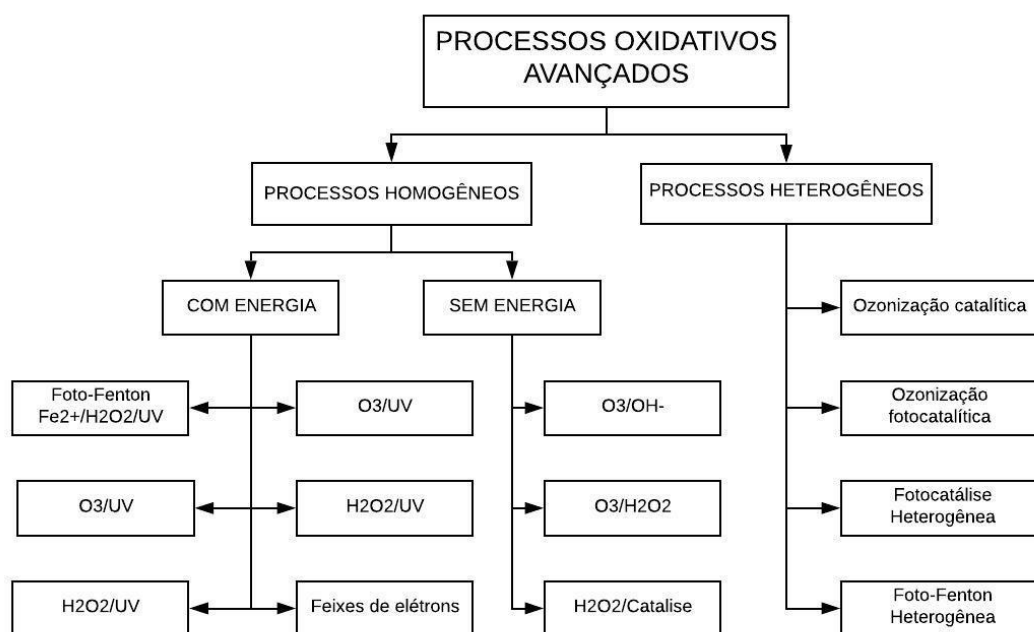 PROCESSOS OXIDATIVOS
AVANÇADOS
PROCESSOS HOMOGÊNEOS
PROCESSOS HETEROGÊNEOS
COM ENERGIA
SEM ENERGIA
Ozonização catalítica
Foto-Fenton
Fe2+/H2O2/UV
O3/UV
O3/OH-
Ozonização
fotocatalítica
O3/UV
H2O2/UV
O3/H2O2
Fotocatálise
Heterogênea
H2O2/UV
Feixes de elétrons
H2O2/Catalise
Foto-Fenton
Heterogênea